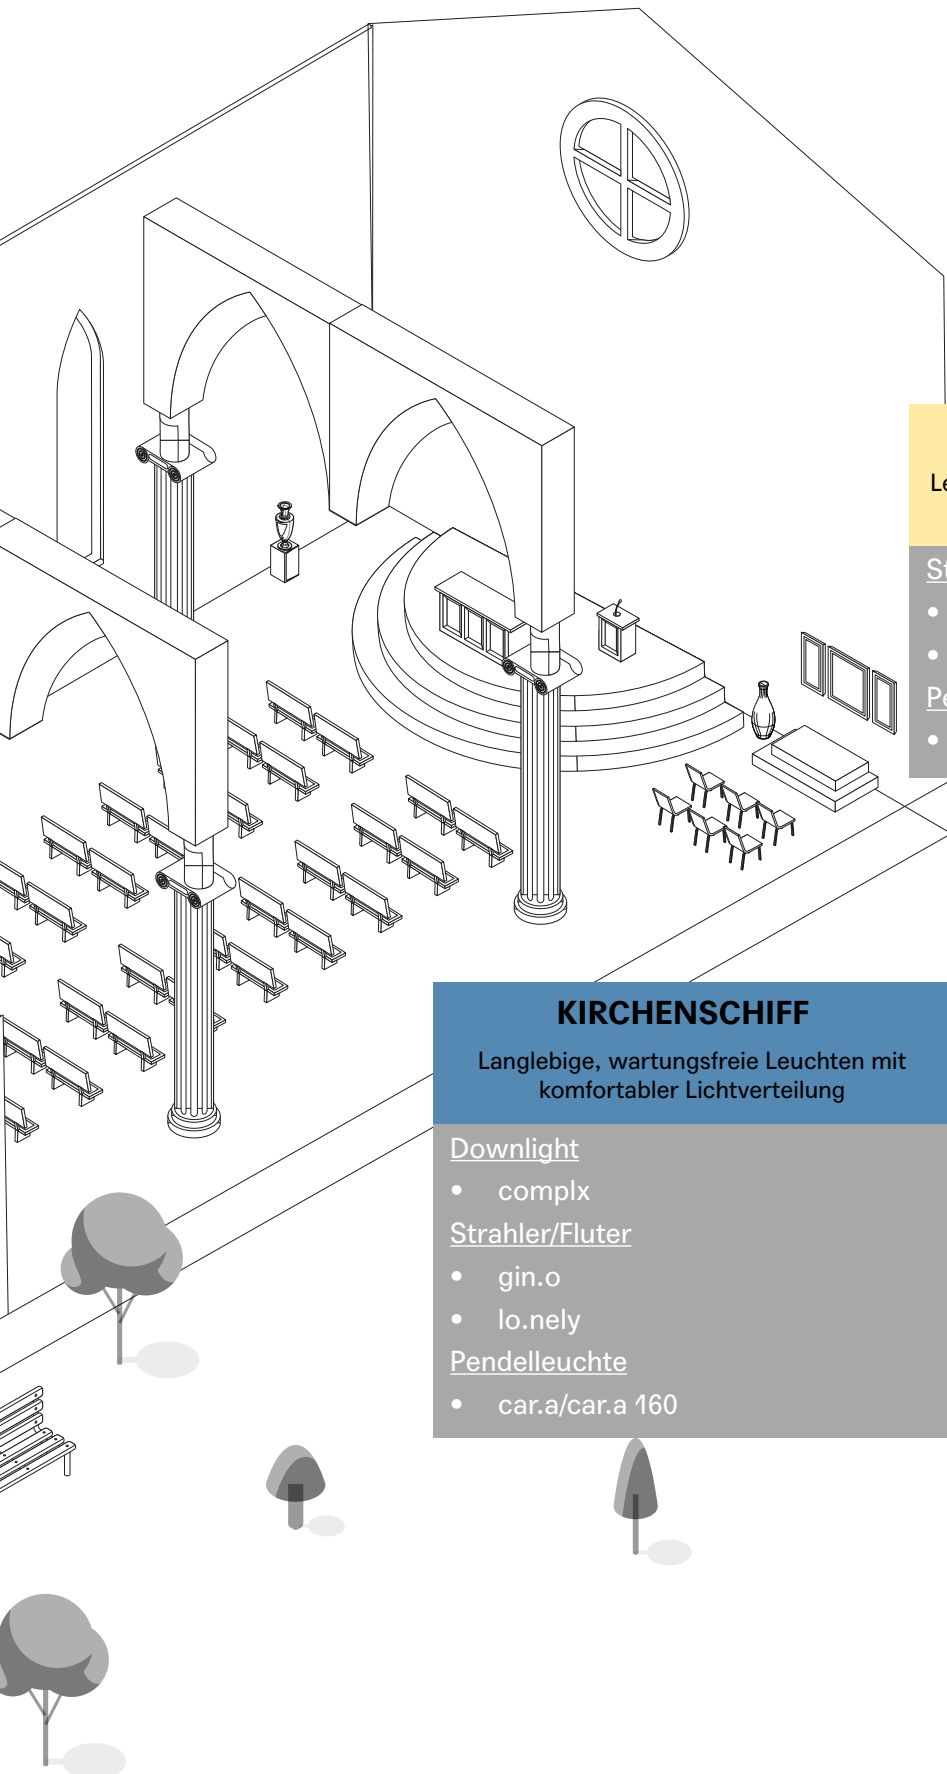 KIRCHENSCHIFF
Langlebige, wartungsfreie Leuchten mit
komfortabler Lichtverteilung
Downlight
• complx
Strahler/Fluter
• gin.o
• lo.nely
Pendelleuchte
• car.a/car.a 160